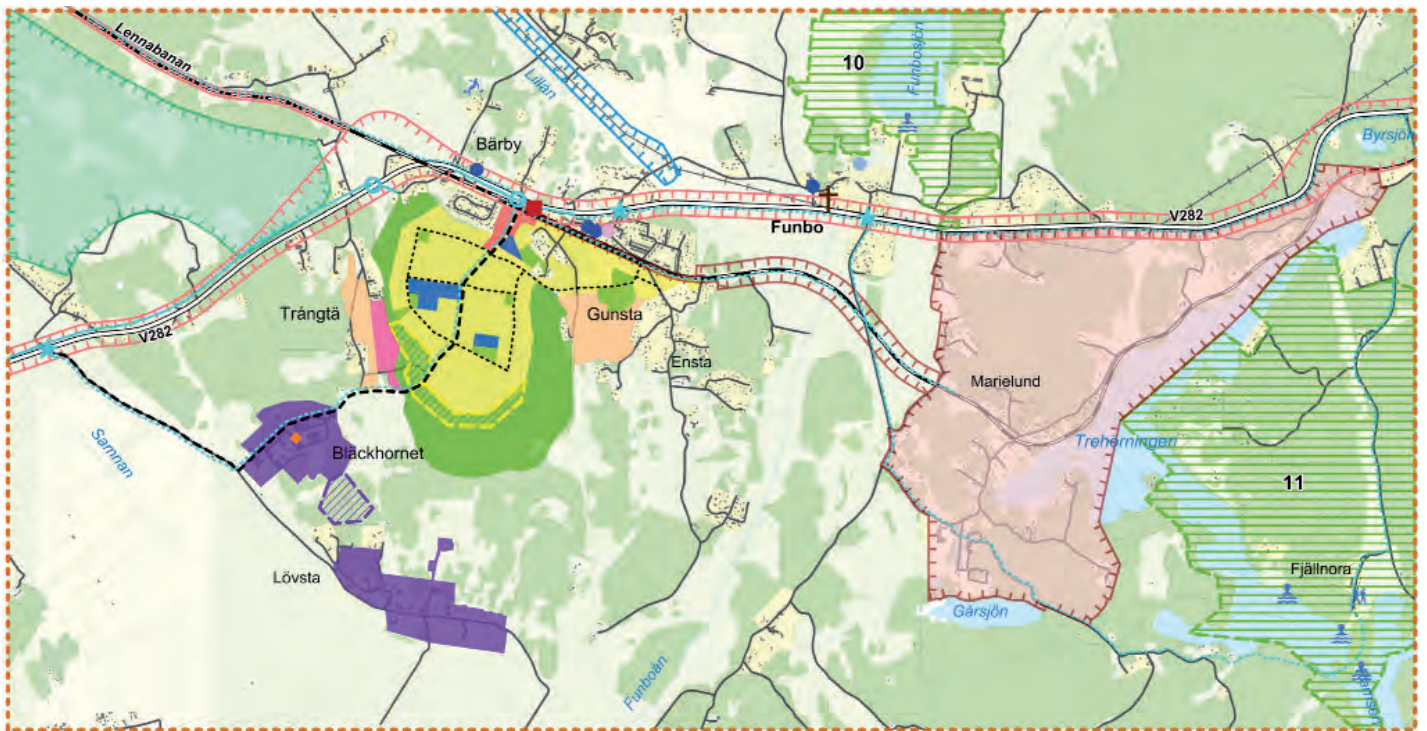 Lennabanan
10
Funbosjön
Lillån
Bärby
Byrsjön
V282
Funbo
Trångtä
Gunsta
V282
Ensta
Marielund
Samnan
Bläckhornet
Trehörningen
11
Lövsta
Fjällnora
Gårsjön
Funboån
Ramsen